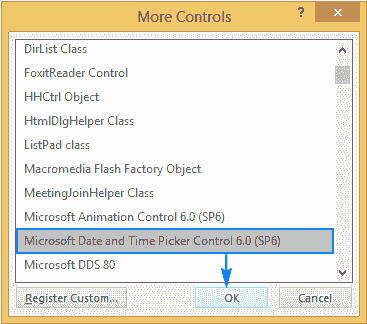 More Controls
?
DirList Class
FoxitReader Control
HHCtrl Object
HtmlDlgHelper Class
ListPad class
Macromedia Flash Factory Object
MeetingJoinHelper Class
Microsoft Animation Control 6.0 (SP6)
Microsoft Date and Time Picker Control 6.0 (SP6)
Microsoft DDS 80
Register Custom... OK Cancel